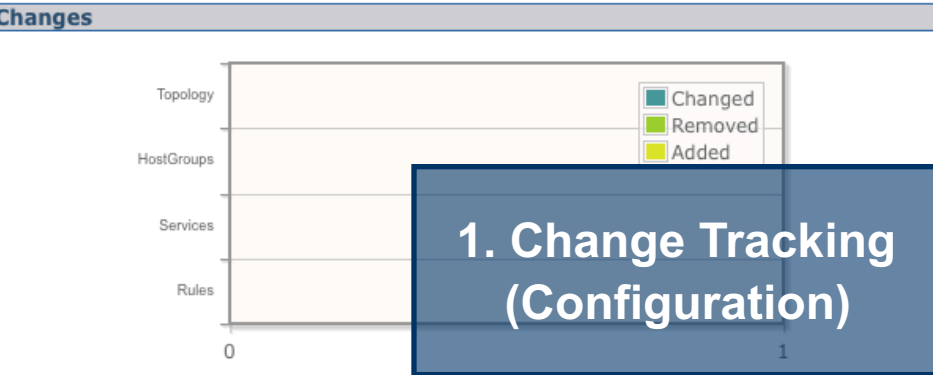 Changes
Topology
HostGroups
Services
Rules
0
1
Changed
Removed
Added
1. Change Tracking
(Configuration)